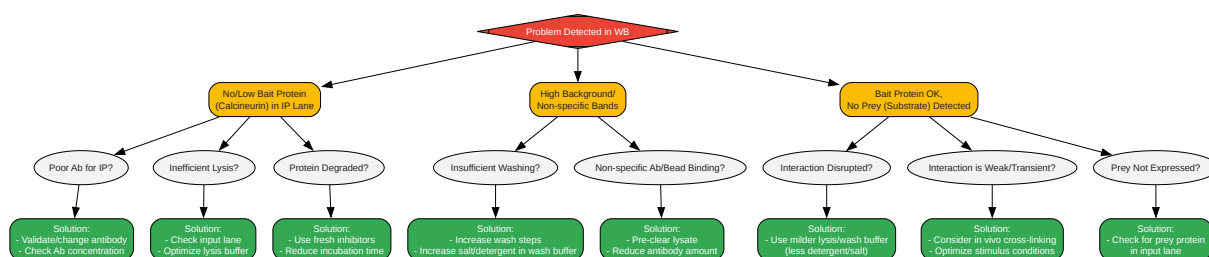 Problem Detected in WB
No/Low Bait Protein
(Calcineurin) in IP Lane
High Background/
Non-specific Bands
Bait Protein OK,
No Prey (Substrate) Detected
Poor Ab for IP?
Inefficient Lysis?
Protein Degraded?
Insufficient Washing?
Non-specific Ab/Bead Binding?
Interaction Disrupted?
Interaction is Weak/Transient?
Prey Not Expressed?
Solution:
- Validate/change antibody
- Check Ab concentration
Solution:
- Check input lane
- Optimize lysis buffer
Solution:
- Use fresh inhibitors
- Reduce incubation time
Solution:
- Increase wash steps
- Increase salt/detergent in wash buffer
Solution:
- Pre-clear lysate
- Reduce antibody amount
Solution:
- Use milder lysis/wash buffer
(less detergent/salt)
Solution:
- Consider in vivo cross-linking
- Optimize stimulus conditions
Solution:
- Check for prey protein
in input lane